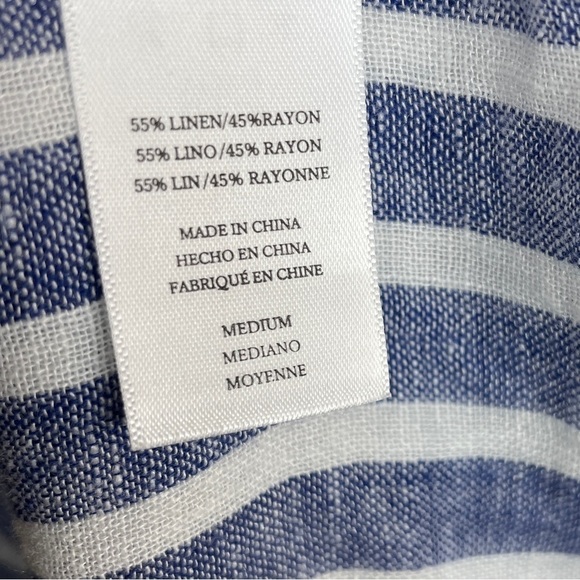 55% LINEN/45%RAYON
55% LINO/45% RAYON
55% LIN/45% RAYONNE
MADE IN CHINA
HECHO EN CHINA
FABRIQUÉ EN CHINE
MEDIUM
MEDIANO
MOYENNE